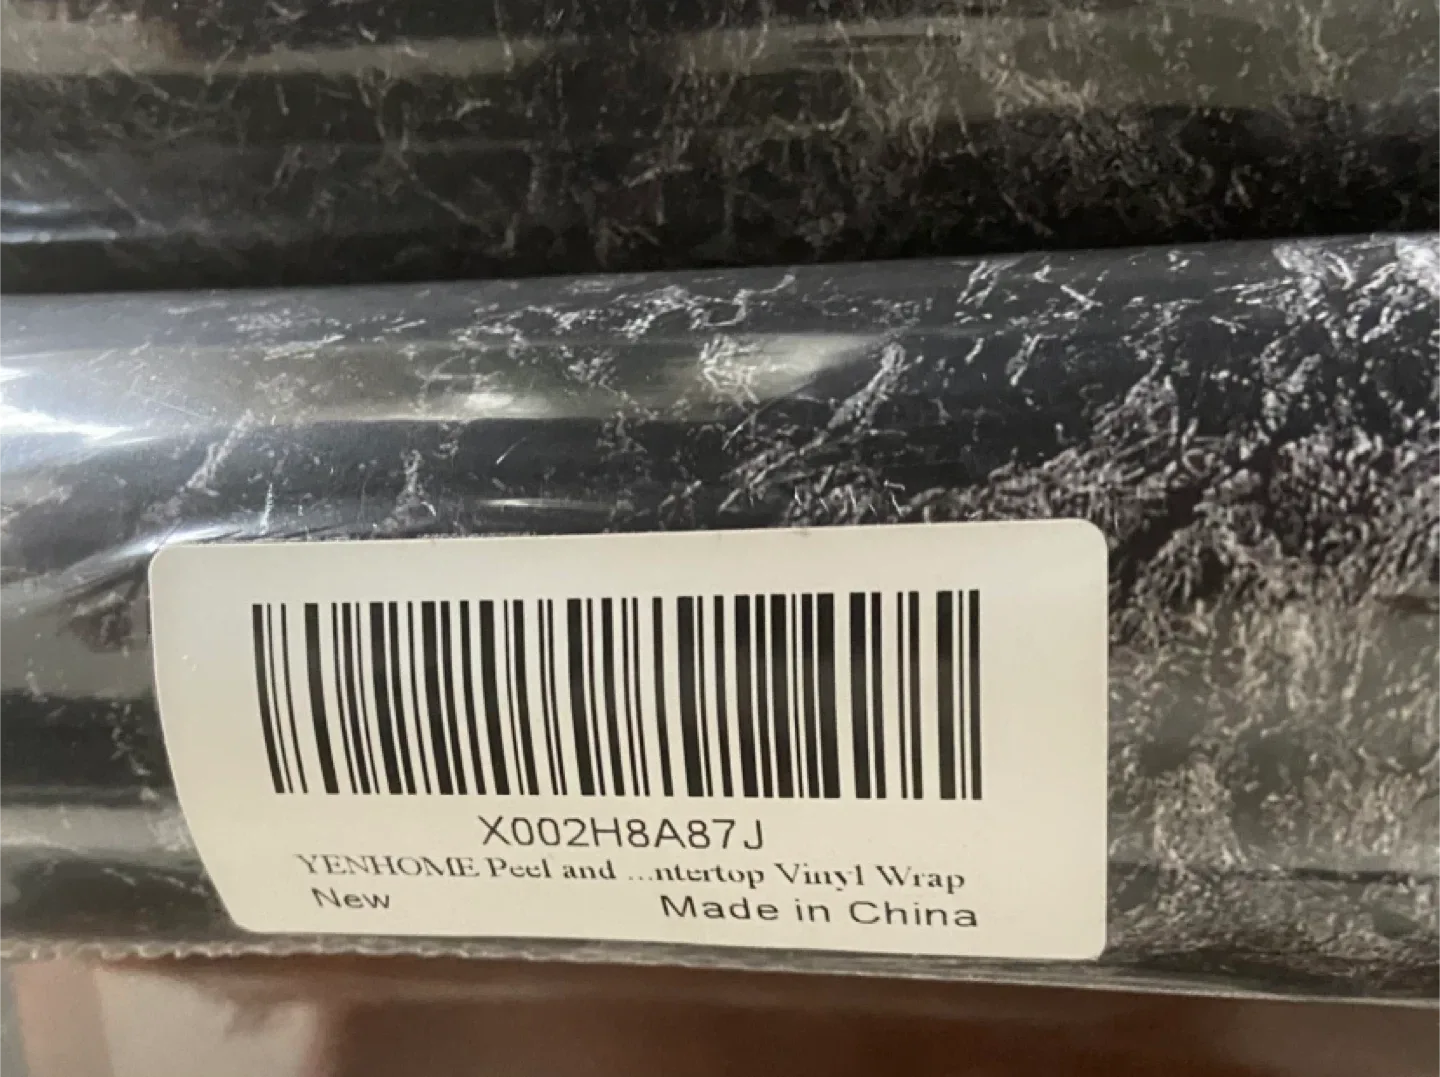 X002H8A87J
YENHOME Peel and ...ntertop Vinyl Wrap
New Made in China